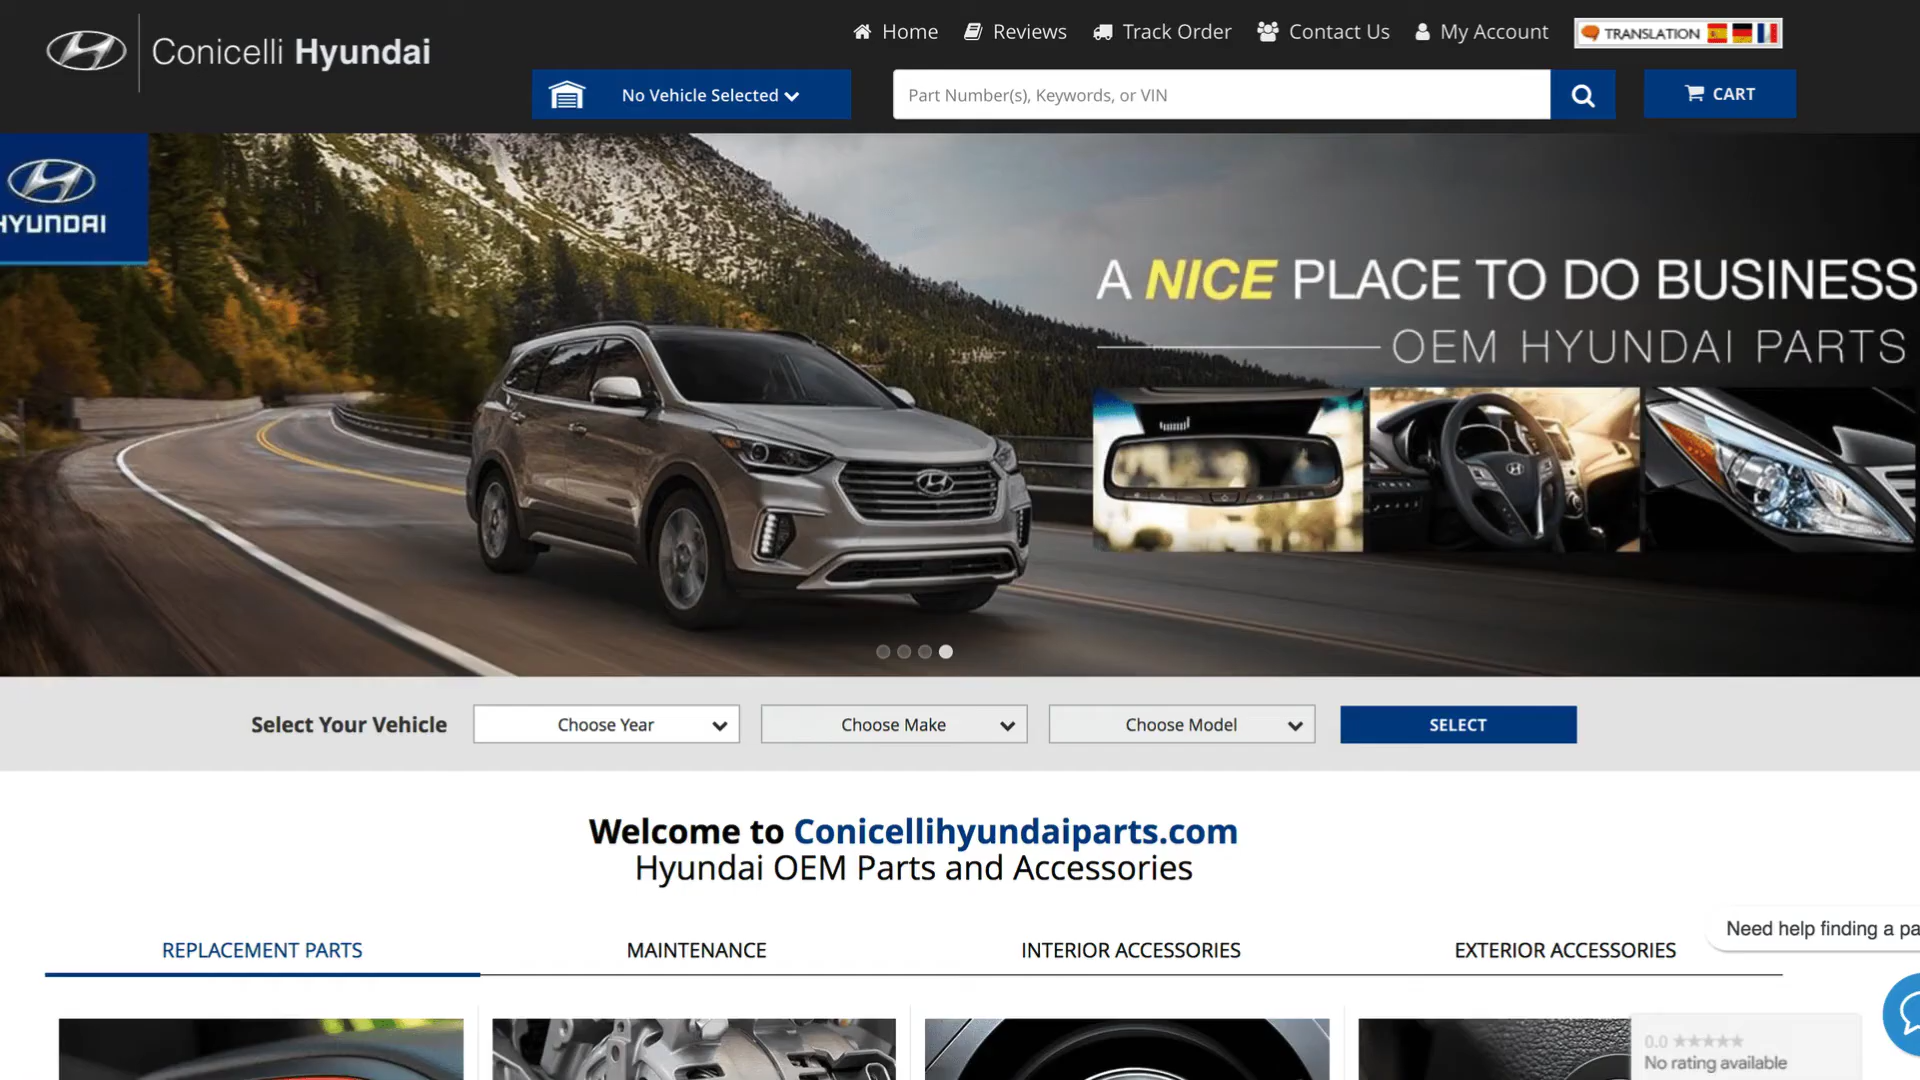 Conicelli Hyundai
Home
Reviews
Track Order
Contact Us
My Account
TRANSLATION
No Vehicle Selected
Part Number(s), Keywords, or VIN
CART
HYUNDAI
A NICE PLACE TO DO BUSINESS
OEM HYUNDAI PARTS
Select Your Vehicle
Choose Year
Choose Make
Choose Model
SELECT
Welcome to Conicellihyundaiparts.com
Hyundai OEM Parts and Accessories
REPLACEMENT PARTS
MAINTENANCE
INTERIOR ACCESSORIES
EXTERIOR ACCESSORIES
Need help finding a pa
0.0
No rating available